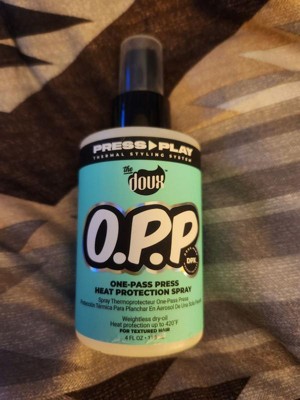 PRESS PLAY
THERMAL STYLING SYSTEM
the
doux
O.P.P
ONE-PASS PRESS
HEAT PROTECTION SPRAY
Spray Thermoprotecteur One-Pass Press
Weightless dry-oil
Heat protection up to 420°F
FOR TEXTURED HAIR